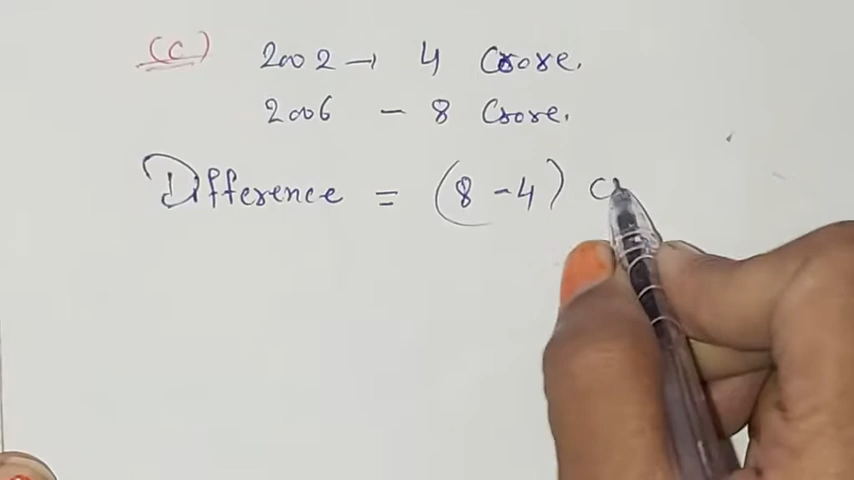 (c) 2002 → 4 Crore.
2006 - 8 Crore.
Difference = (8 - 4) C